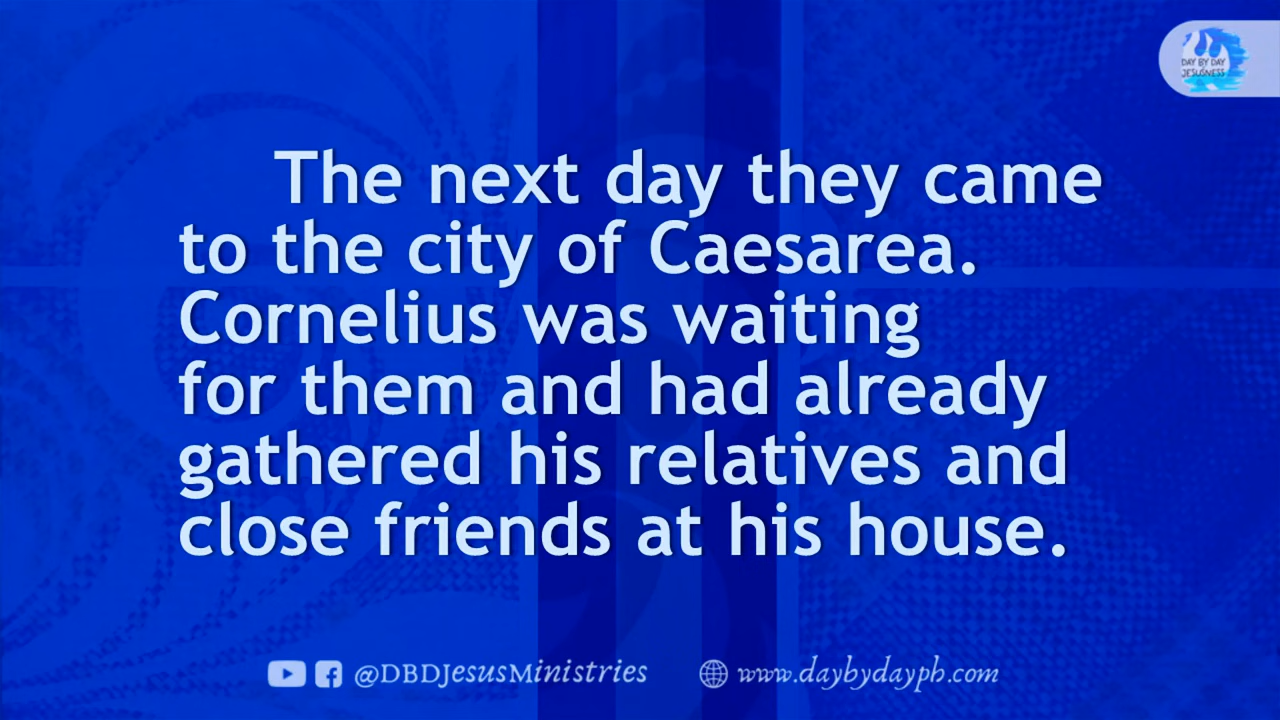 DAY BY DAY
JESUSNESS
The next day they came
to the city of Caesarea.
Cornelius was waiting
for them and had already
gathered his relatives and
close friends at his house.
@DBDJesusMinistries
www.daybydayph.com